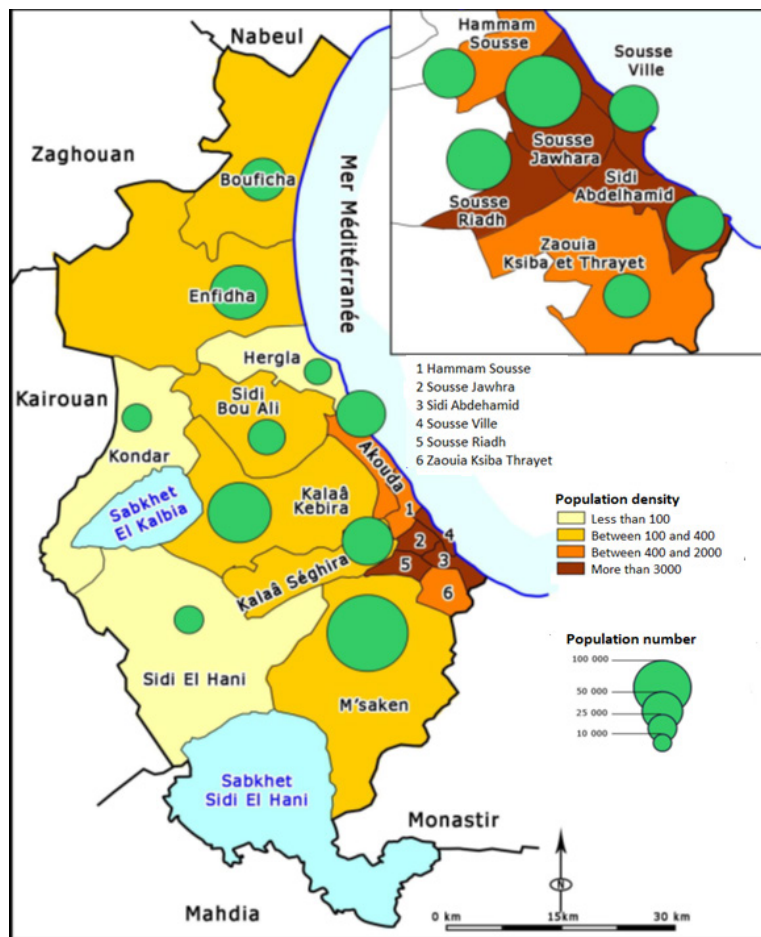 Nabeul
Zaghouan
Bouficha
Mer Méditérranée
Enfidha
Hergla
Kairouan
Sidi
Bou Ali
Kondar
Akouda
Sabkhet
El Kalbia
Kalaâ
Kebira
1
2
4
3
5
6
Kalaâ Séghira
Sidi El Hani
M'saken
Sabkhet
Sidi El Hani
Monastir
Mahdia
Hammam
Sousse
Sousse
Ville
Sousse
Jawhara
Sidi
Abdelhamid
Sousse
Riadh
Zaouia
Ksiba et Thrayet
1 Hammam Sousse
2 Sousse Jawhra
3 Sidi Abdehamid
4 Sousse Ville
5 Sousse Riadh
6 Zaouia Ksiba Thrayet
Population density
Less than 100
Between 100 and 400
Between 400 and 2000
More than 3000
Population number
100 000
50 000
25 000
10 000
N
0 km 15km 30 km